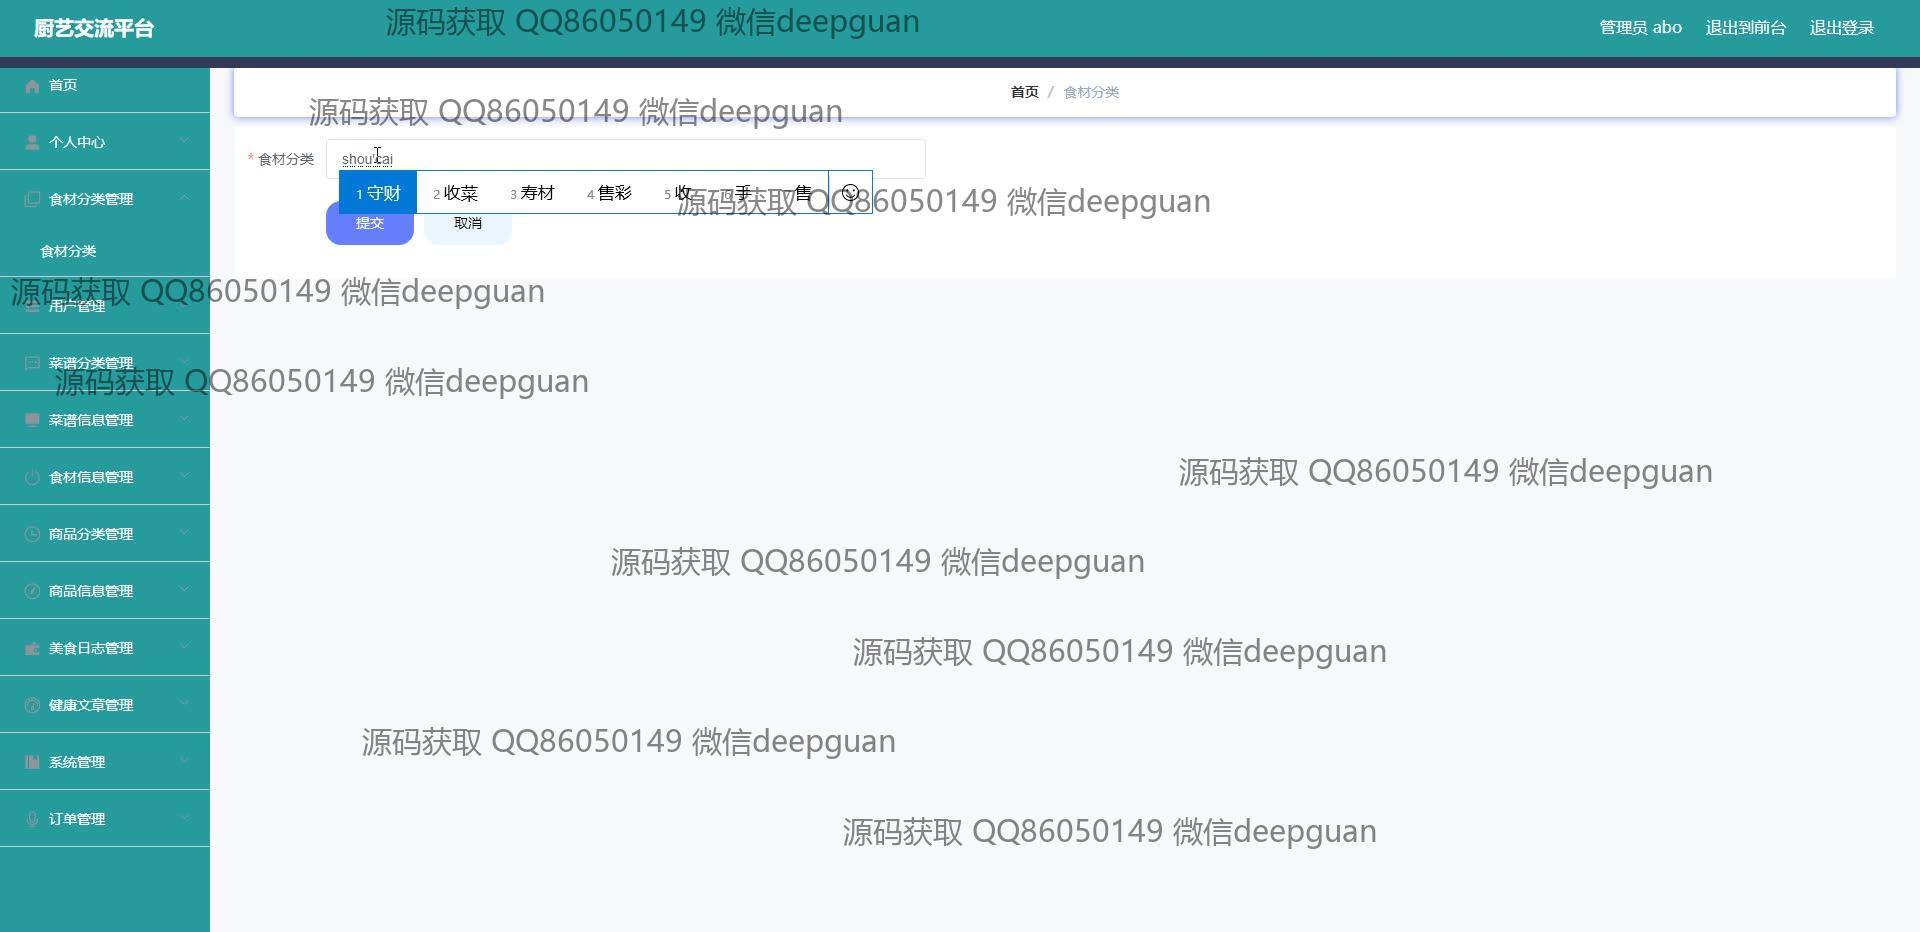 厨艺交流平台
源码获取 QQ86050149 微信deepguan
管理员 abo 退出到前台 退出登录
首页
首页 / 食材分类
源码获取 QQ86050149 微信deepguan
个人中心
* 食材分类 shou'cai
1 守财 2 收菜 3 寿材 4 售彩 5 收 手 售
食材分类管理
源码获取 QQ86050149 微信deepguan
提交 取消
食材分类
源码获取 QQ86050149 微信deepguan
用户管理
菜谱分类管理
源码获取 QQ86050149 微信deepguan
菜谱信息管理
食材信息管理
源码获取 QQ86050149 微信deepguan
商品分类管理
源码获取 QQ86050149 微信deepguan
商品信息管理
美食日志管理
源码获取 QQ86050149 微信deepguan
健康文章管理
源码获取 QQ86050149 微信deepguan
系统管理
订单管理
源码获取 QQ86050149 微信deepguan